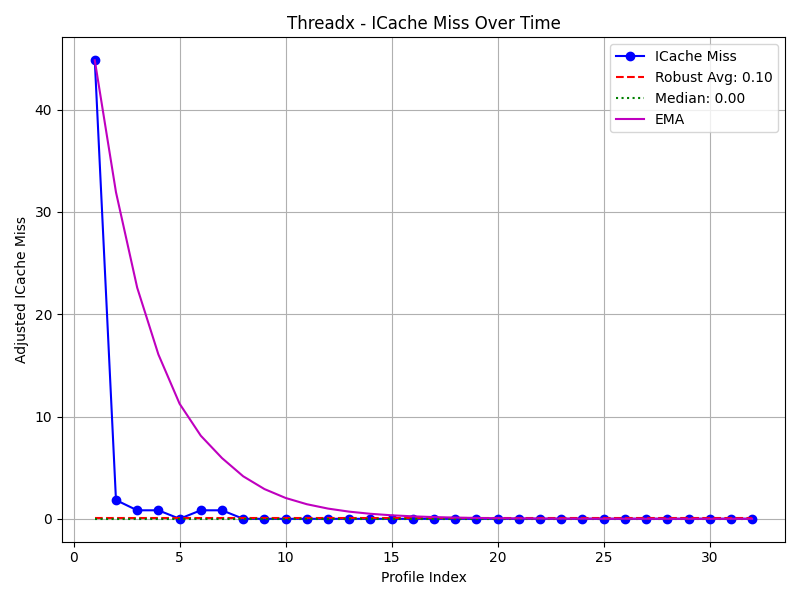 Threadx - ICache Miss Over Time
ICache Miss
Robust Avg: 0.10
Median: 0.00
EMA
Adjusted ICache Miss
40
30
20
10
0
0 5 10 15 20 25 30
Profile Index